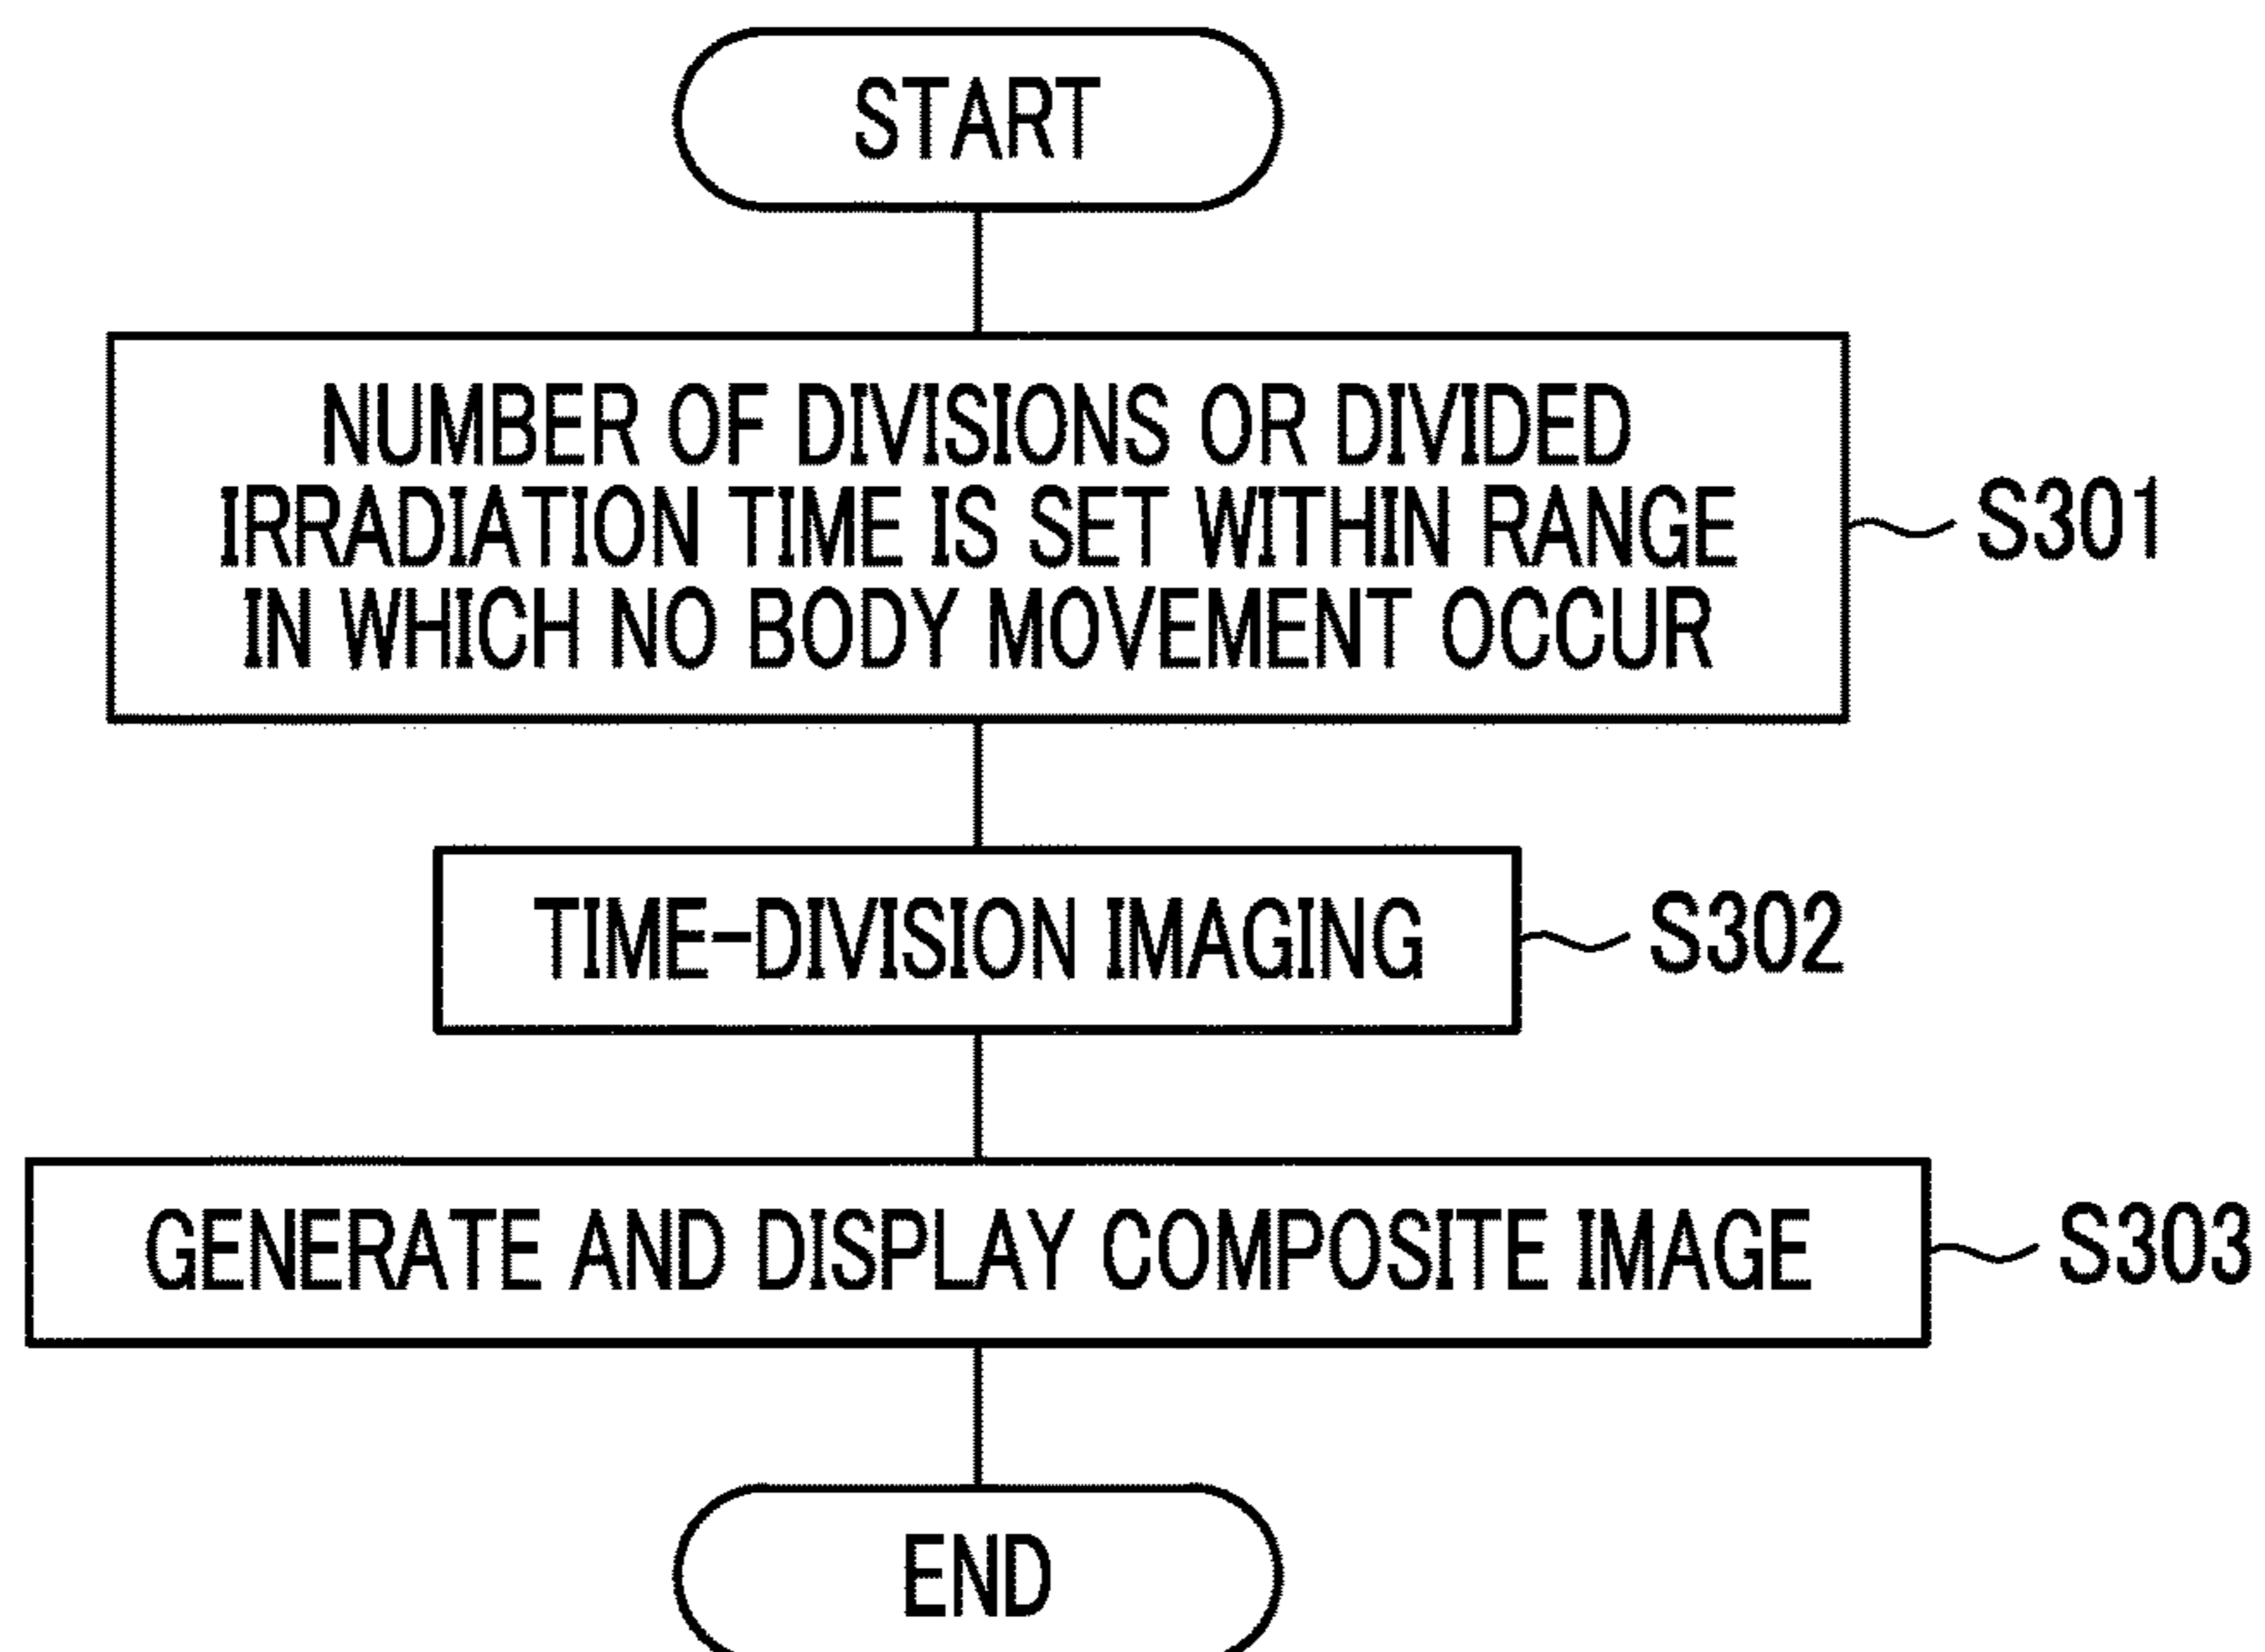 START
NUMBER OF DIVISIONS OR DIVIDED
IRRADIATION TIME IS SET WITHIN RANGE
IN WHICH NO BODY MOVEMENT OCCUR
S301
TIME-DIVISION IMAGING
S302
GENERATE AND DISPLAY COMPOSITE IMAGE
S303
END